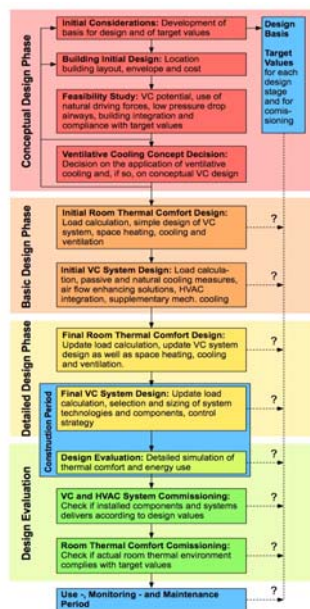 Conceptual Design Phase
Initial Considerations: Development of
basis for design and of target values
Design
Basis
Target
Values
for each
design
stage
and for
comis-
sioning
Building Initial Design: Location
building layout, envelope and cost
Feasibility Study: VC potential, use
of natural driving forces, low pressure drop
airways, building integration and
compliance with target values
Ventilative Cooling Concept Decision:
Decision on the application of ventilative
cooling and, if so, on conceptual VC design
Basic Design Phase
Initial Room Thermal Comfort Design:
Load calculation, simple design of VC
system, space heating, cooling and
ventilation
?
Initial VC System Design: Load calcula-
tion, passive and natural cooling measures,
air flow enhancing solutions, HVAC
integration, supplementary mech. cooling
?
Detailed Design Phase
Final Room Thermal Comfort Design:
Update load calculation, update VC system
design as well as space heating, cooling
and ventilation.
?
Construction Period
Final VC System Design: Update load
calculation, selection and sizing of system
technologies and components, control
strategy
?
Design Evaluation
Design Evaluation: Detailed simulation of
thermal comfort and energy use
?
VC and HVAC System Commissioning:
Check if installed components and systems
delivers according to design values
?
Room Thermal Comfort Comissioning:
Check if actual room thermal environment
complies with target values
?
Use -, Monitoring - and Maintenance
Period
?